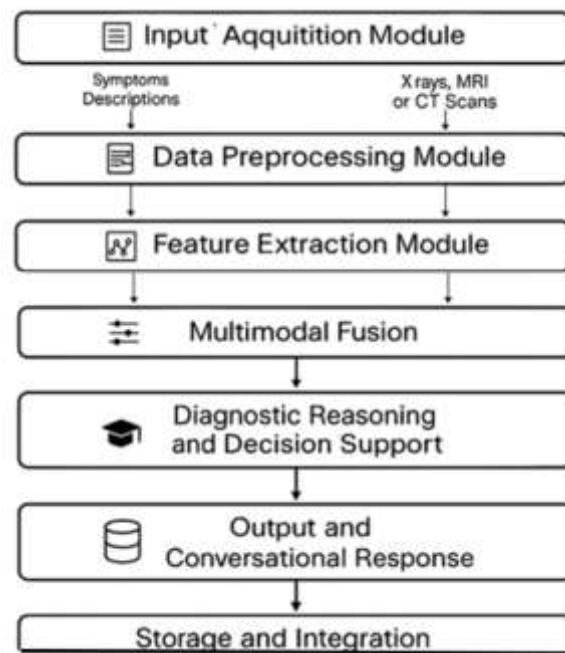 Input ˙ Aqquitition Module
Symptoms
Descriptions
X rays, MRI
or CT Scans
Data Preprocessing Module
Feature Extraction Module
Multimodal Fusion
Diagnostic Reasoning
and Decision Support
Output and
Conversational Response
Storage and Integration